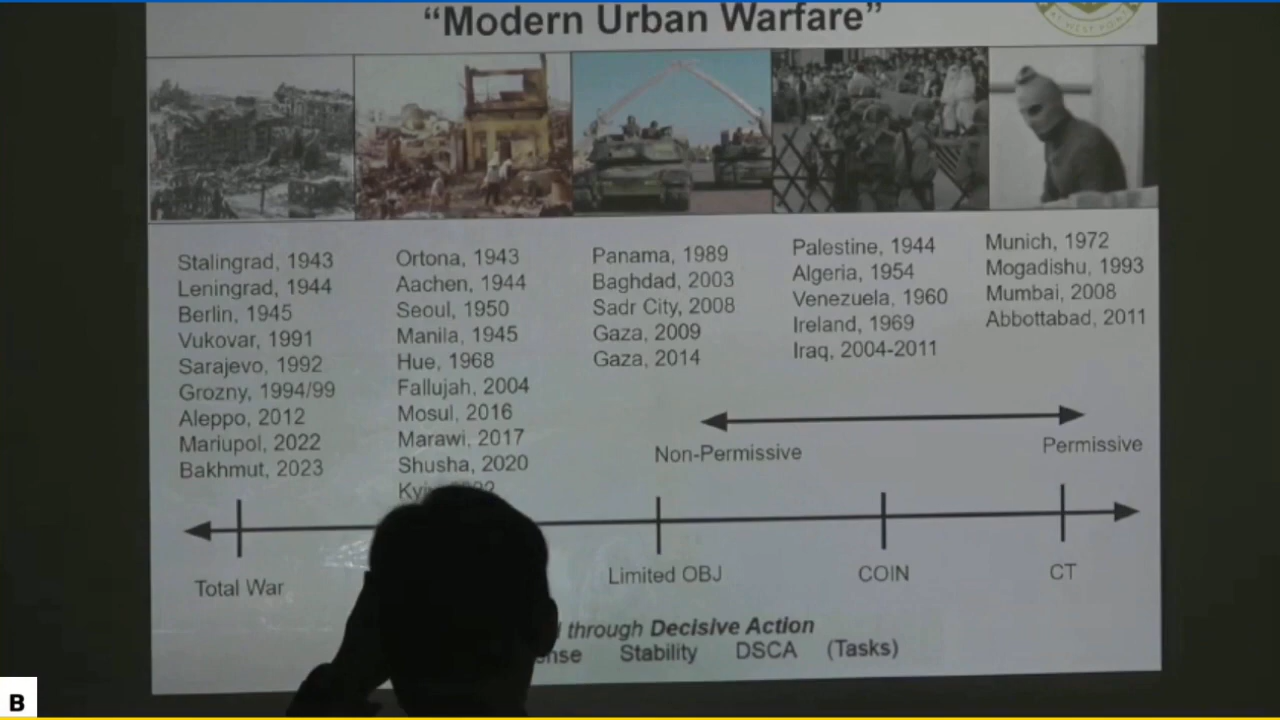 “Modern Urban Warfare”
AT WEST POINT
Stalingrad, 1943
Leningrad, 1944
Berlin, 1945
Vukovar, 1991
Sarajevo, 1992
Grozny, 1994/99
Aleppo, 2012
Mariupol, 2022
Bakhmut, 2023
Ortona, 1943
Aachen, 1944
Seoul, 1950
Manila, 1945
Hue, 1968
Fallujah, 2004
Mosul, 2016
Marawi, 2017
Shusha, 2020
Panama, 1989
Baghdad, 2003
Sadr City, 2008
Gaza, 2009
Gaza, 2014
Palestine, 1944
Algeria, 1954
Venezuela, 1960
Ireland, 1969
Iraq, 2004-2011
Munich, 1972
Mogadishu, 1993
Mumbai, 2008
Abbottabad, 2011
Non-Permissive Permissive
Total War Limited OBJ COIN CT
through Decisive Action
Stability DSCA (Tasks)
B